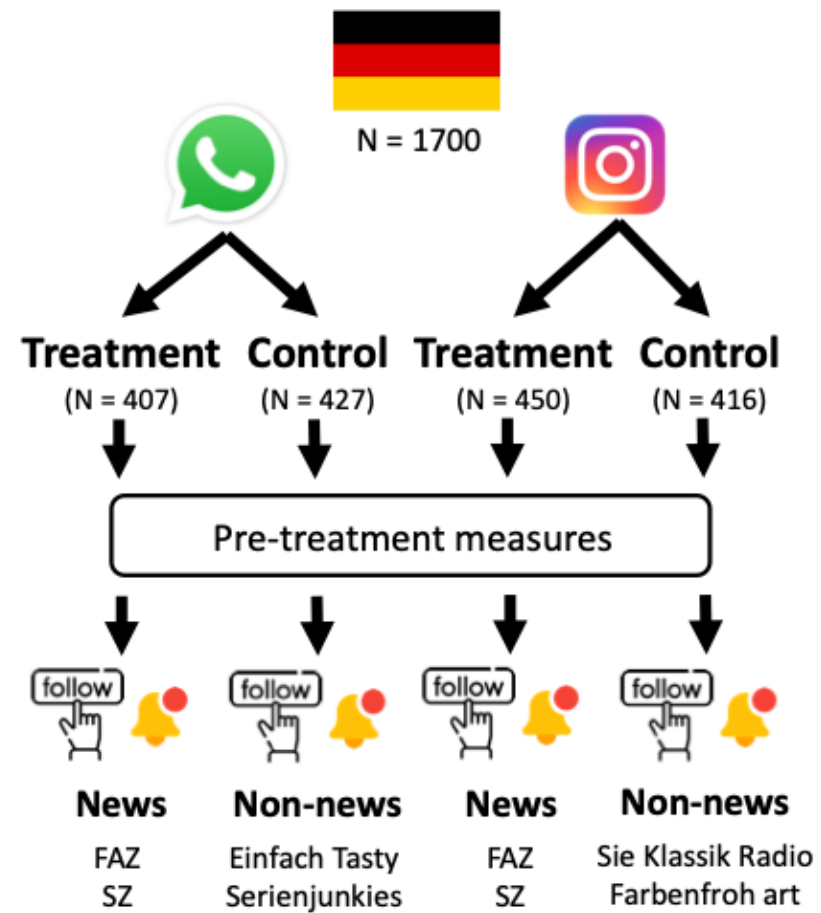 N = 1700
Treatment Control Treatment Control
(N = 407) (N = 427) (N = 450) (N = 416)
Pre-treatment measures
follow follow follow follow
News Non-news News Non-news
FAZ Einfach Tasty FAZ Sie Klassik Radio
SZ Serienjunkies SZ Farbenfroh art